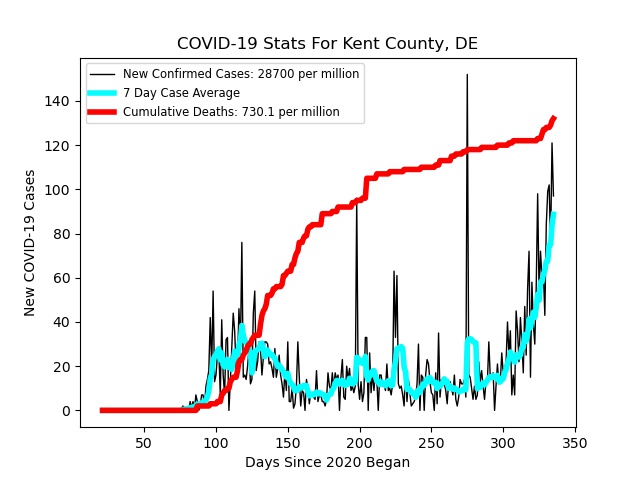 COVID-19 Stats For Kent County, DE
New Confirmed Cases: 28700 per million
7 Day Case Average
Cumulative Deaths: 730.1 per million
New COVID-19 Cases
140
120
100
80
60
40
20
0
50 100 150 200 250 300 350
Days Since 2020 Began